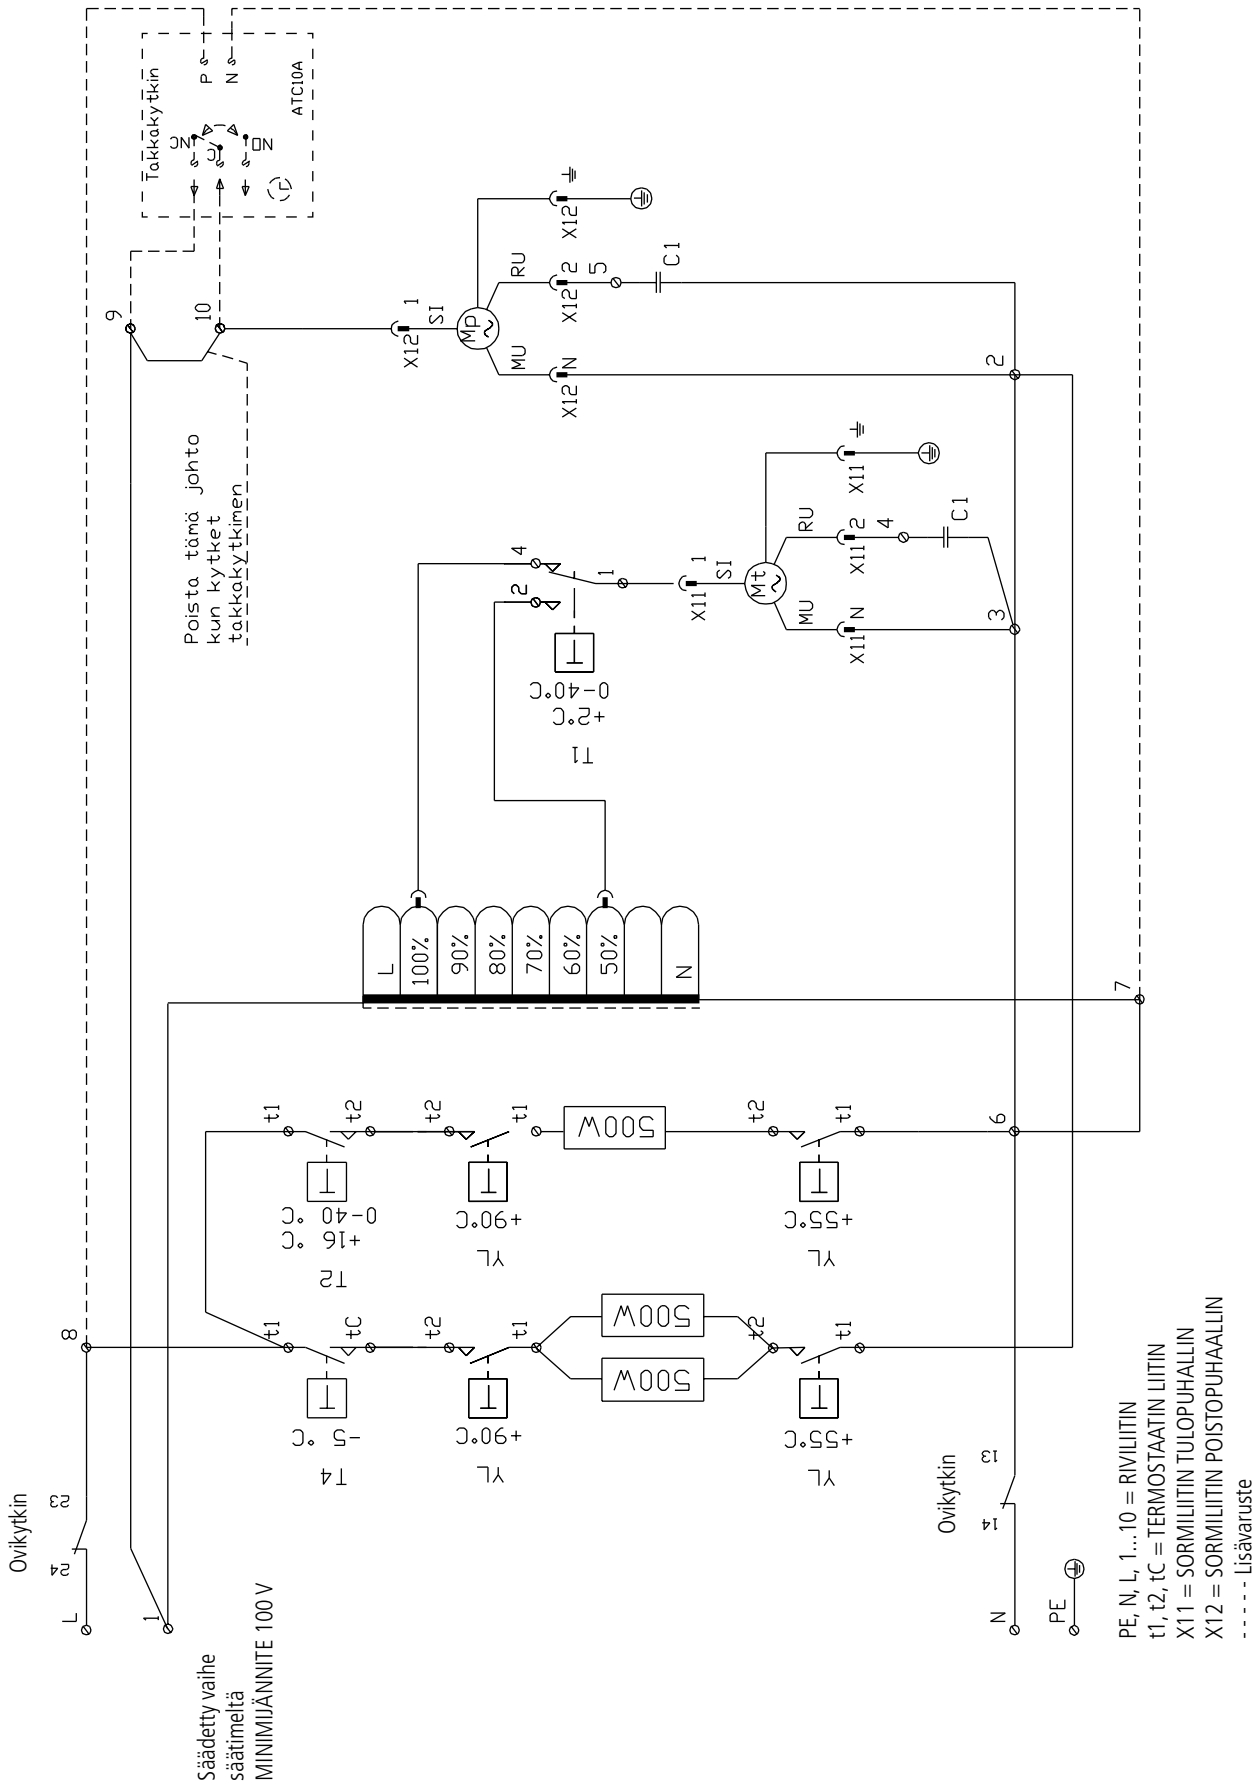 Ovikytkin
24
23
L
1
Säädetty vaihe
säätimeltä
MINIMIJÄNNITE 100 V
8
9
10
Takkakytkin
NC
C
NO
P
N
ATC10A
Poista tämä johto
kun kytket
takkakytkimen
t1
tC
T4
-5 °C
t2
t1
YL
+90°C
500W
500W
t2
t1
YL
+55°C
t1
t2
T2
+16 °C
0-40 °C
t2
t1
YL
+90°C
500W
t2
t1
YL
+55°C
6
7
L
100%
90%
80%
70%
60%
50%
N
T1
+2°C
0-40°C
2
4
1
X11
1
SI
Mt
MU
RU
X11
N
X11
2
X11
4
C1
3
X12
1
SI
Mp
MU
RU
X12
N
X12
2
X12
5
C1
2
Ovikytkin
14
13
N
PE
PE, N, L, 1...10 = RIVILIITIN
t1, t2, tC = TERMOSTAATIN LIITIN
X11 = SORMILIITIN TULOPUHALLIN
X12 = SORMILIITIN POISTOPUHAALLIN
- - - - - Lisävaruste